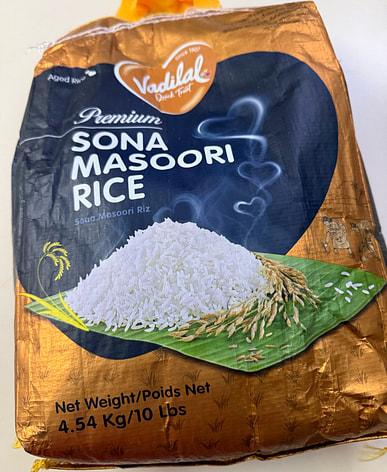 Aged Rice
SINCE 1907
Vadilal
Quick Treat
Premium
SONA
MASOORI
RICE
Sona Masoori Riz
Net Weight/Poids Net
4.54 Kg/10 Lbs